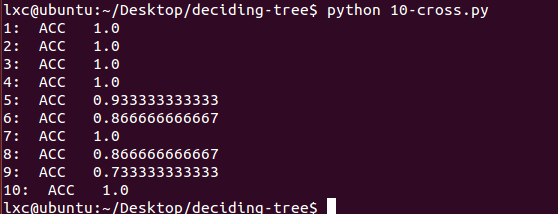 lxc@ubuntu:~/Desktop/deciding-tree$ python 10-cross.py
1:  ACC   1.0
2:  ACC   1.0
3:  ACC   1.0
4:  ACC   1.0
5:  ACC   0.933333333333
6:  ACC   0.866666666667
7:  ACC   1.0
8:  ACC   0.866666666667
9:  ACC   0.733333333333
10:  ACC   1.0
lxc@ubuntu:~/Desktop/deciding-tree$